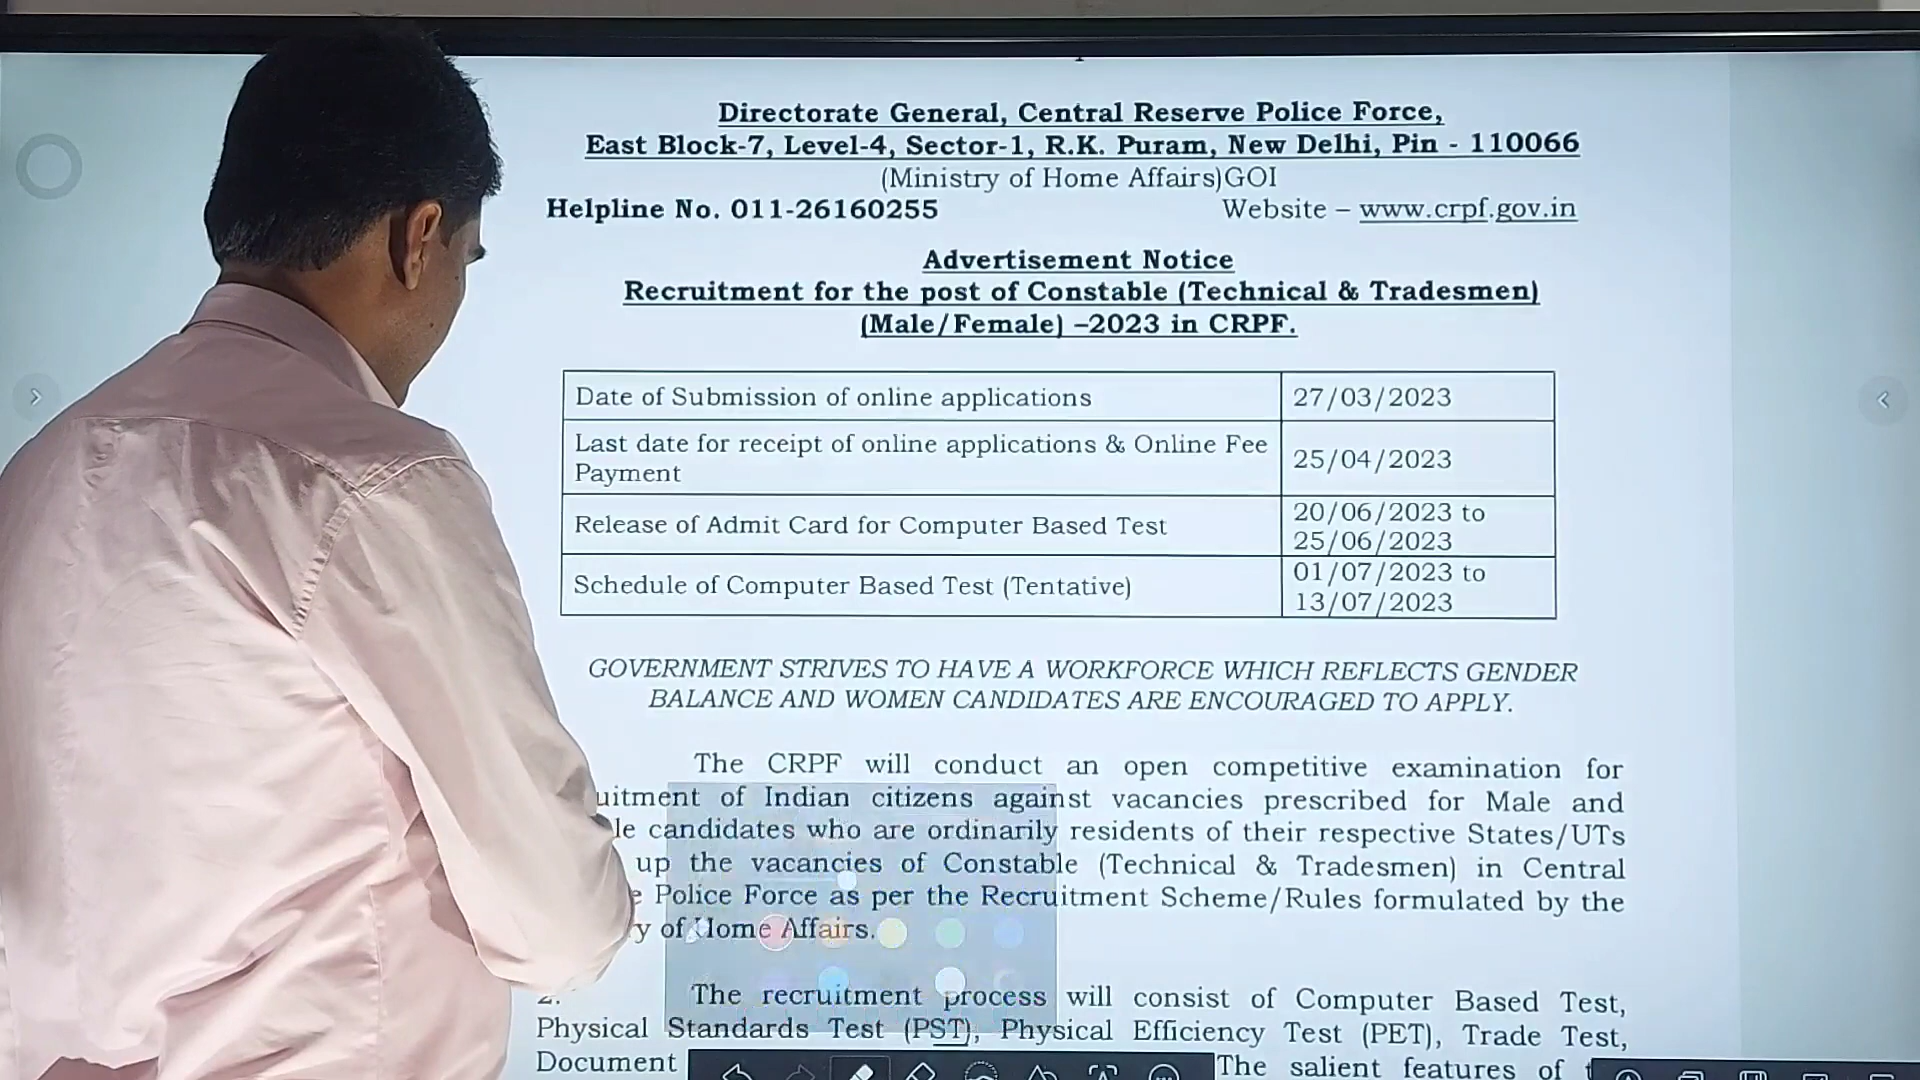 Directorate General, Central Reserve Police Force,
East Block-7, Level-4, Sector-1, R.K. Puram, New Delhi, Pin - 110066
(Ministry of Home Affairs)GOI
Helpline No. 011-26160255 Website – www.crpf.gov.in
Advertisement Notice
Recruitment for the post of Constable (Technical & Tradesmen)
(Male/Female) –2023 in CRPF.
Date of Submission of online applications 27/03/2023
Last date for receipt of online applications & Online Fee
Payment 25/04/2023
Release of Admit Card for Computer Based Test 20/06/2023 to
25/06/2023
Schedule of Computer Based Test (Tentative) 01/07/2023 to
13/07/2023
GOVERNMENT STRIVES TO HAVE A WORKFORCE WHICH REFLECTS GENDER
BALANCE AND WOMEN CANDIDATES ARE ENCOURAGED TO APPLY.
The CRPF will conduct an open competitive examination for
uitment of Indian citizens against vacancies prescribed for Male and
le candidates who are ordinarily residents of their respective States/UTs
up the vacancies of Constable (Technical & Tradesmen) in Central
e Police Force as per the Recruitment Scheme/Rules formulated by the
y of Home Affairs.
2. The recruitment process will consist of Computer Based Test,
Physical Standards Test (PST), Physical Efficiency Test (PET), Trade Test,
Document The salient features of